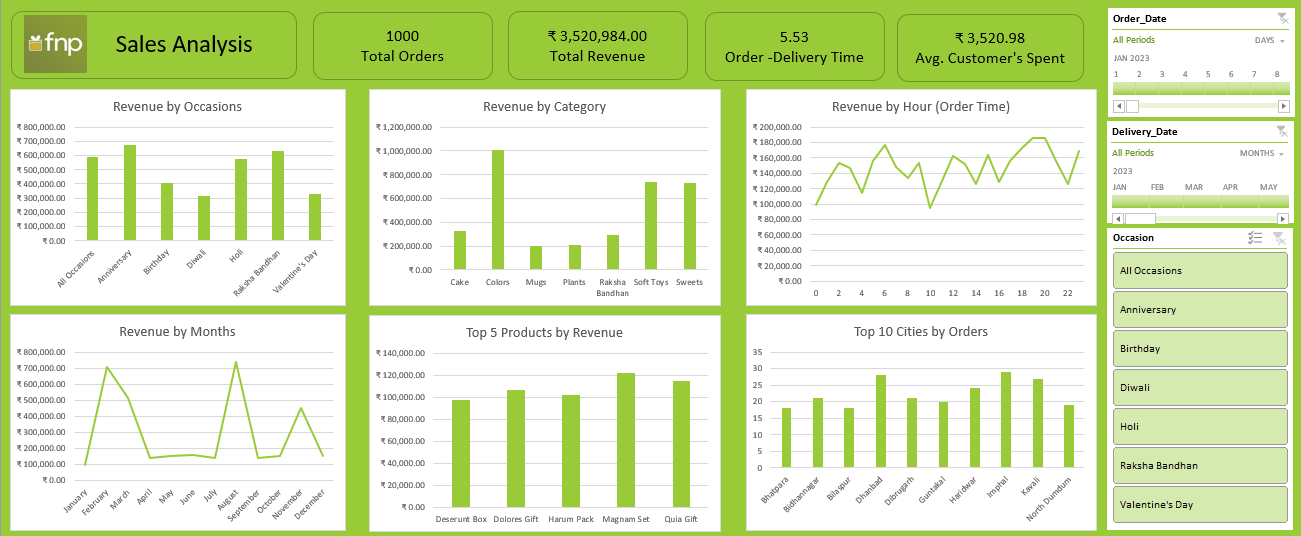 fnp
Sales Analysis
1000
Total Orders
₹ 3,520,984.00
Total Revenue
5.53
Order -Delivery Time
₹ 3,520.98
Avg. Customer's Spent
Order_Date
All Periods
DAYS
JAN 2023
1 2 3 4 5 6 7 8
Delivery_Date
All Periods
MONTHS
2023
JAN FEB MAR APR MAY
Occasion
All Occasions
Anniversary
Birthday
Diwali
Holi
Raksha Bandhan
Valentine's Day
Revenue by Occasions
₹ 800,000.00
₹ 700,000.00
₹ 600,000.00
₹ 500,000.00
₹ 400,000.00
₹ 300,000.00
₹ 200,000.00
₹ 100,000.00
₹ 0.00
All Occasions
Anniversary
Birthday
Diwali
Holi
Raksha Bandhan
Valentine's Day
Revenue by Category
₹ 1,200,000.00
₹ 1,000,000.00
₹ 800,000.00
₹ 600,000.00
₹ 400,000.00
₹ 200,000.00
₹ 0.00
Cake Colors Mugs Plants Raksha Soft Toys Sweets
Bandhan
Revenue by Hour (Order Time)
₹ 200,000.00
₹ 180,000.00
₹ 160,000.00
₹ 140,000.00
₹ 120,000.00
₹ 100,000.00
₹ 80,000.00
₹ 60,000.00
₹ 40,000.00
₹ 20,000.00
₹ 0.00
0 2 4 6 8 10 12 14 16 18 20 22
Revenue by Months
₹ 800,000.00
₹ 700,000.00
₹ 600,000.00
₹ 500,000.00
₹ 400,000.00
₹ 300,000.00
₹ 200,000.00
₹ 100,000.00
₹ 0.00
January
February
March
April
May
June
July
August
September
October
November
December
Top 5 Products by Revenue
₹ 140,000.00
₹ 120,000.00
₹ 100,000.00
₹ 80,000.00
₹ 60,000.00
₹ 40,000.00
₹ 20,000.00
₹ 0.00
Deserunt Box Dolores Gift Harum Pack Magnam Set Quia Gift
Top 10 Cities by Orders
35
30
25
20
15
10
5
0
Bhatpara
Bidhannagar
Bilaspur
Dhanbad
Dibrugarh
Guntakal
Haridwar
Imphal
Kavali
North Dumdum